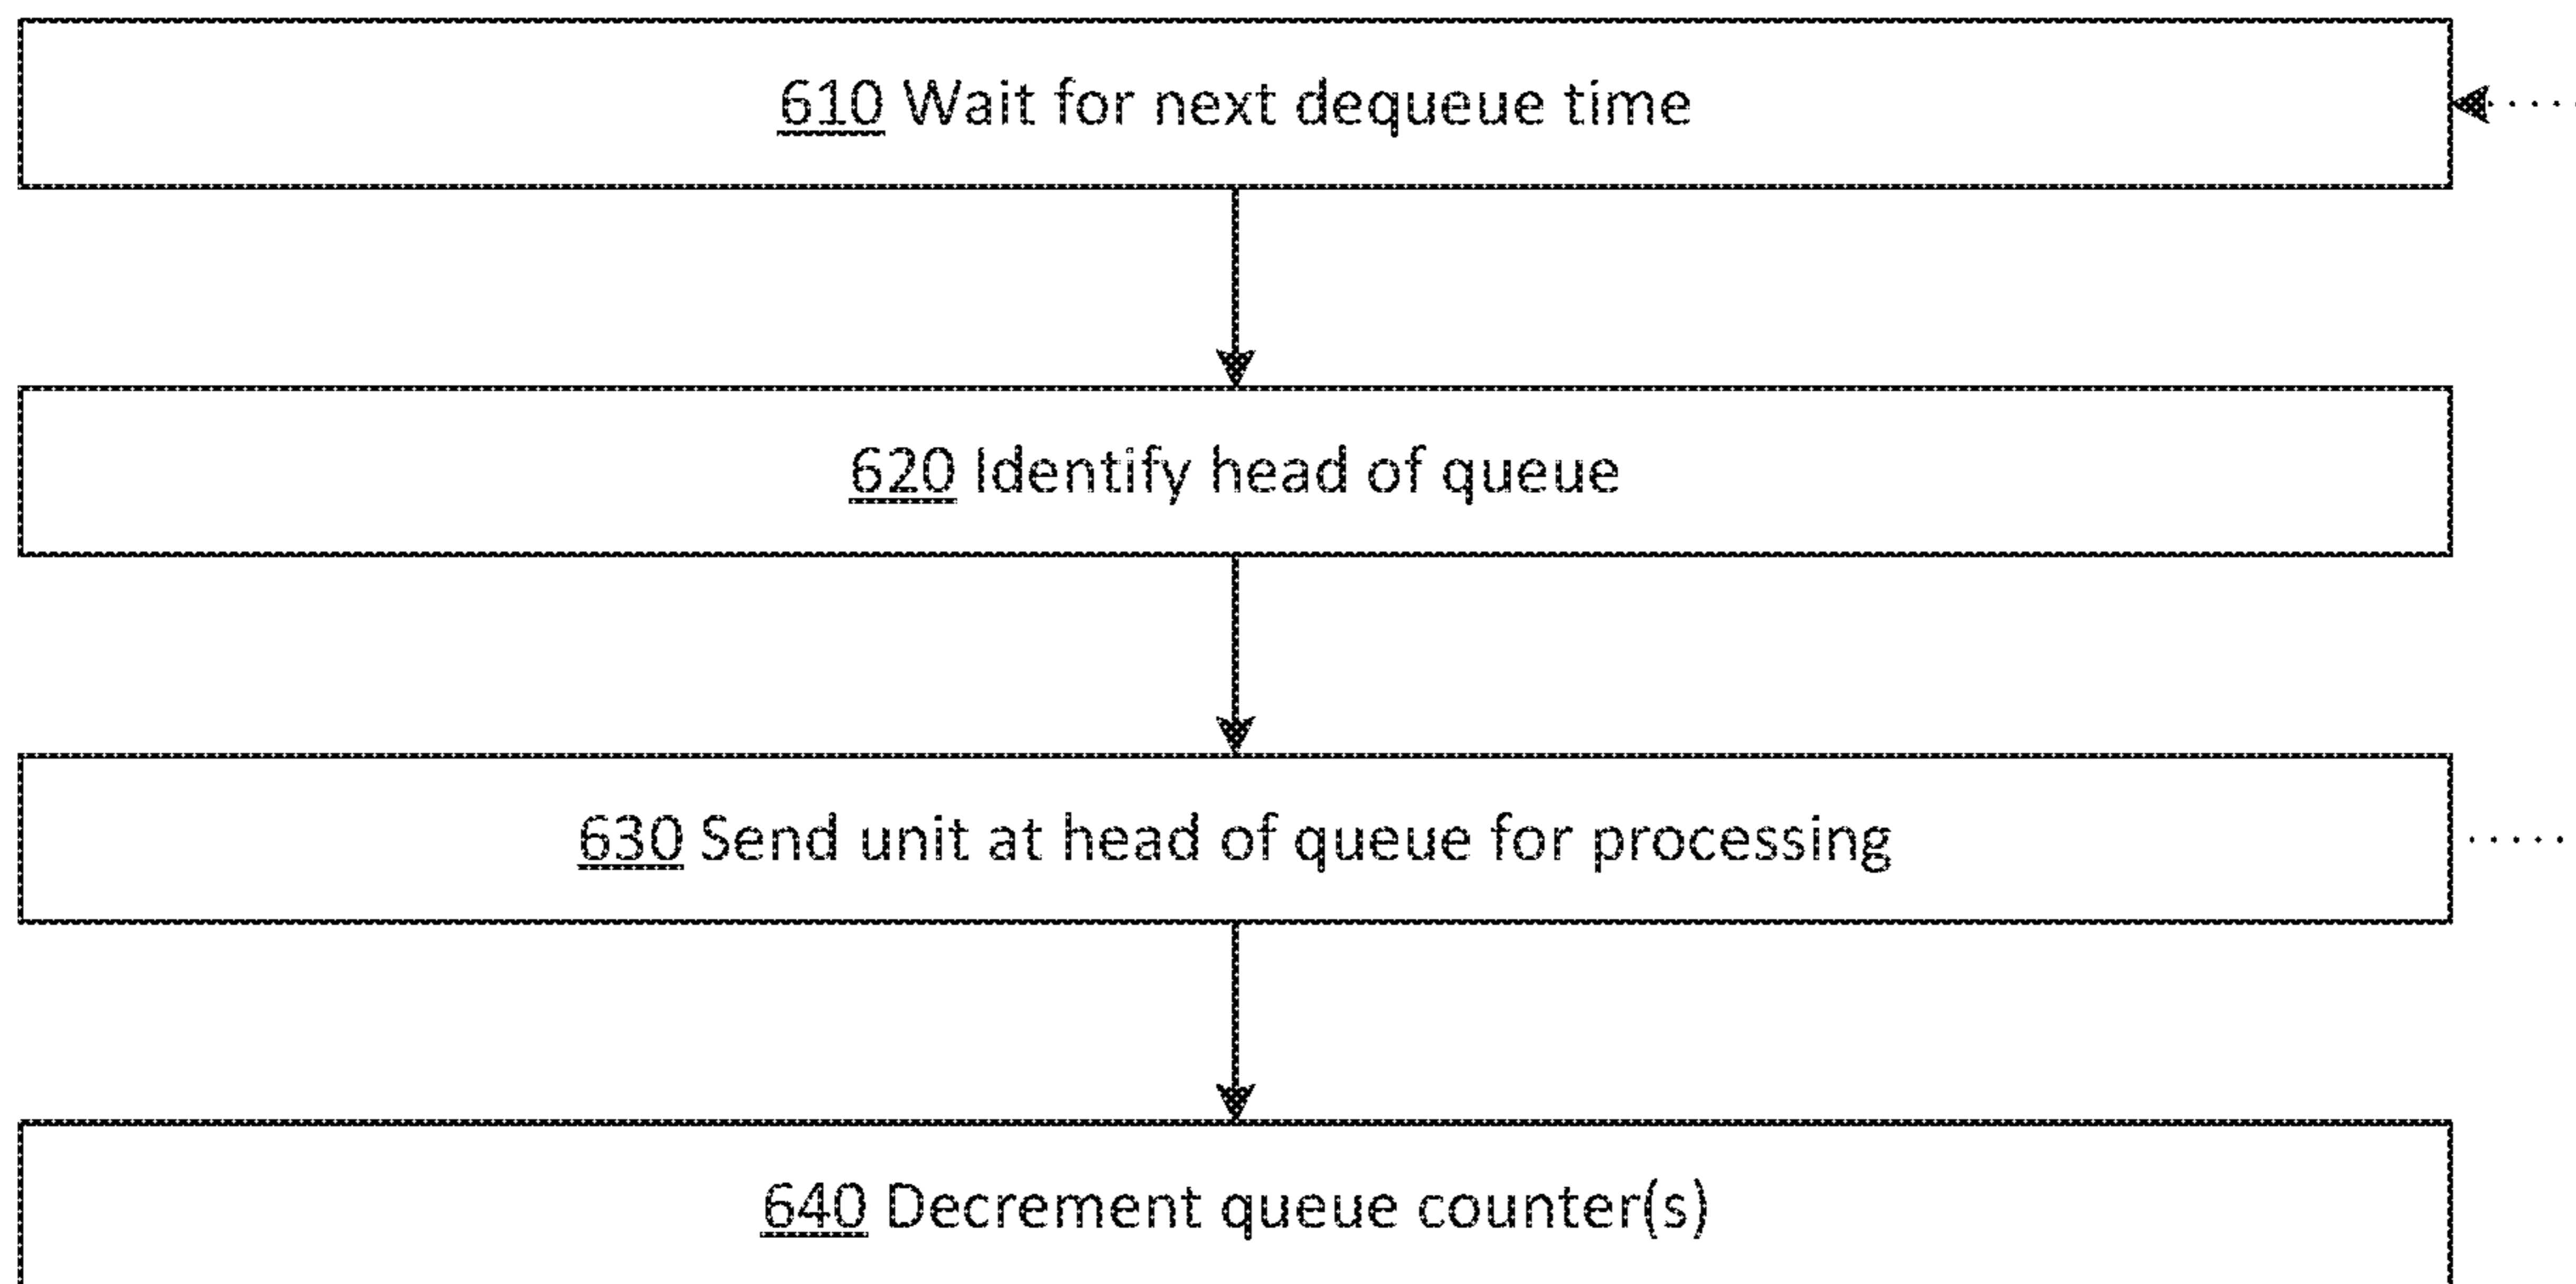 610 Wait for next dequeue time
620 Identify head of queue
630 Send unit at head of queue for processing
640 Decrement queue counter(s)